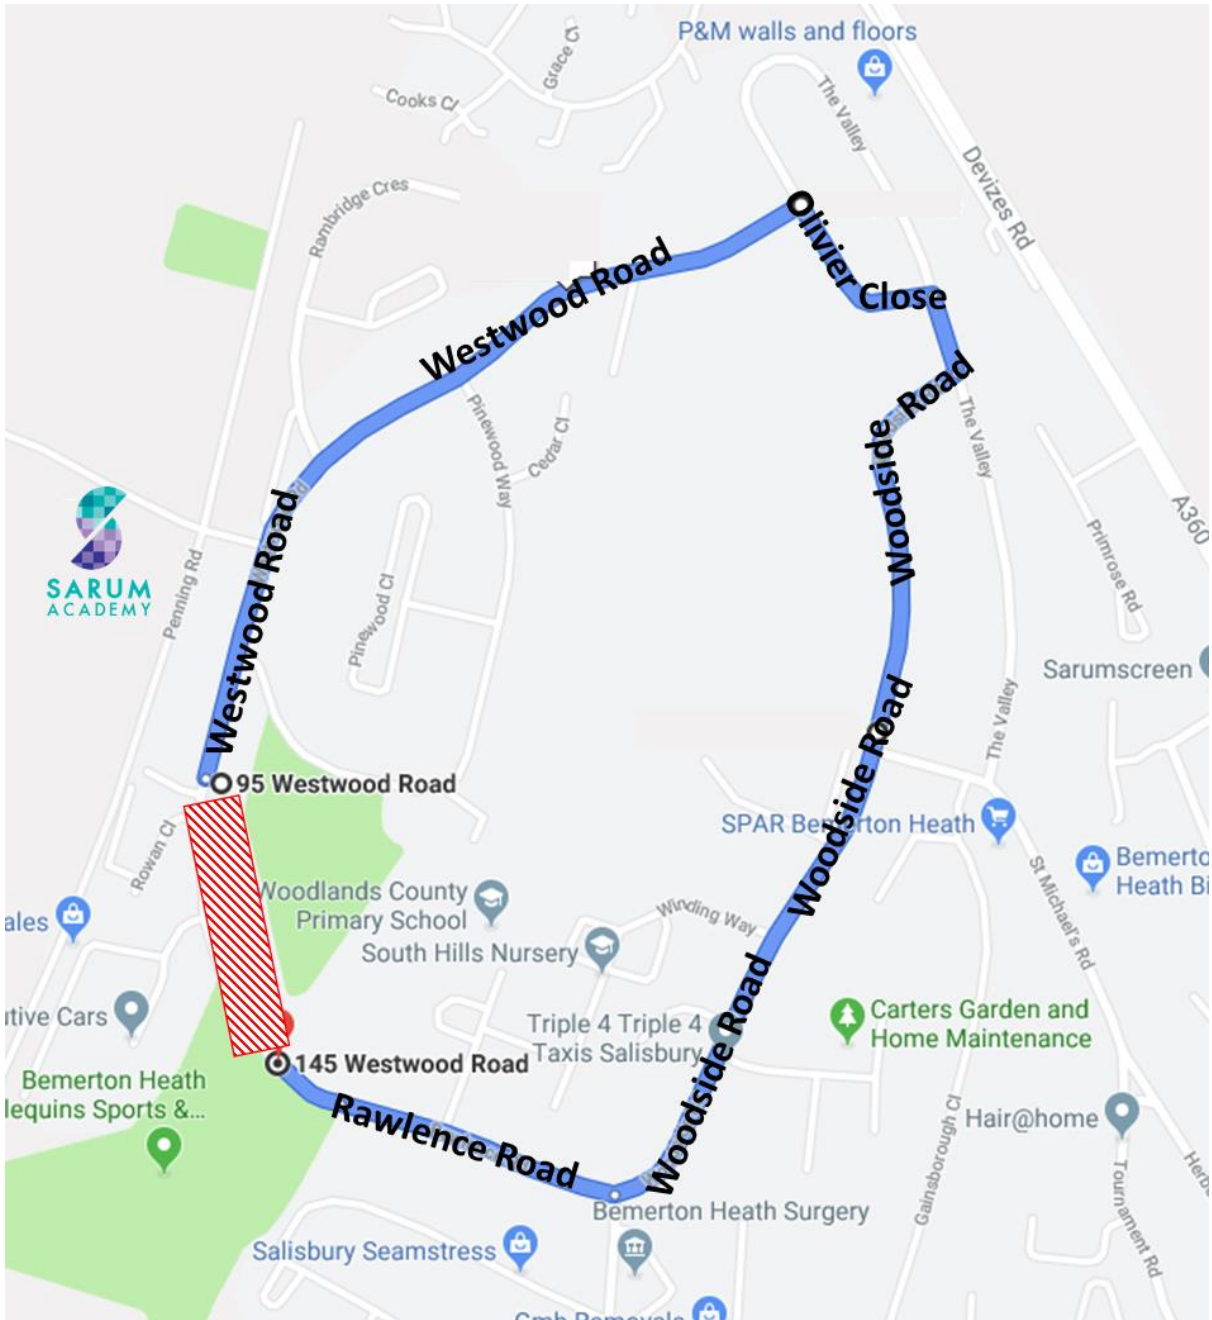 P&M walls and floors
Grace Cl
Cooks Cl
The Valley
Devizes Rd
Rambridge Cres
Olivier Close
Westwood Road
Pinewood Way
Cedar Cl
Woodside Road
The Valley
A360
Primrose Rd
SARUM
ACADEMY
Penning Rd
Westwood Road
Pinewood Cl
Sarumscreen
The Valley
95 Westwood Road
Rowan Cl
SPAR Bemerton Heath
Woodside Road
St Michael's Rd
Bemerto
Heath Bi
ales
Woodlands County
Primary School
South Hills Nursery
Winding Way
Carters Garden and
Home Maintenance
utive Cars
Triple 4 Triple 4
Taxis Salisbury
Woodside Road
145 Westwood Road
Bemerton Heath
lequins Sports &...
Rawlence Road
Hair@home
Gainsborough Cl
Tournament Rd
Herb
Bemerton Heath Surgery
Salisbury Seamstress